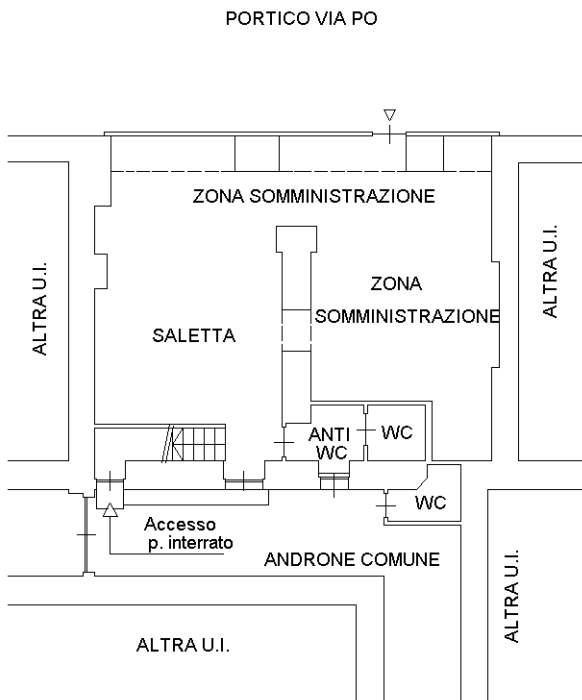 PORTICO VIA PO
ZONA SOMMINISTRAZIONE
ALTRA U.I.
ZONA
SOMMINISTRAZIONE
ALTRA U.I.
SALETTA
ANTI
WC
WC
WC
Accesso
p. interrato
ANDRONE COMUNE
ALTRA U.I.
ALTRA U.I.